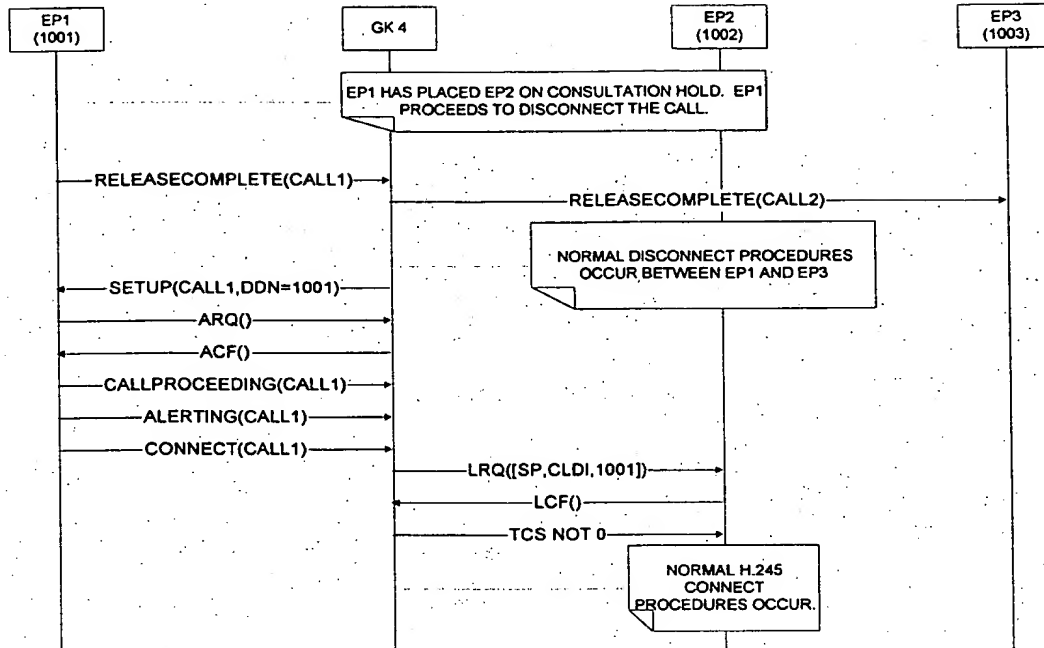 EP1
(1001)
GK 4
EP2
(1002)
EP3
(1003)
EP1 HAS PLACED EP2 ON CONSULTATION HOLD. EP1
PROCEEDS TO DISCONNECT THE CALL.
RELEASECOMPLETE(CALL1)
RELEASECOMPLETE(CALL2)
NORMAL DISCONNECT PROCEDURES
OCCUR BETWEEN EP1 AND EP3
SETUP(CALL1,DDN=1001)
ARQ()
ACF()
CALLPROCEEDING(CALL1)
ALERTING(CALL1)
CONNECT(CALL1)
LRQ([SP,CLDI,1001])
LCF()
TCS NOT 0
NORMAL H.245
CONNECT
PROCEDURES OCCUR.